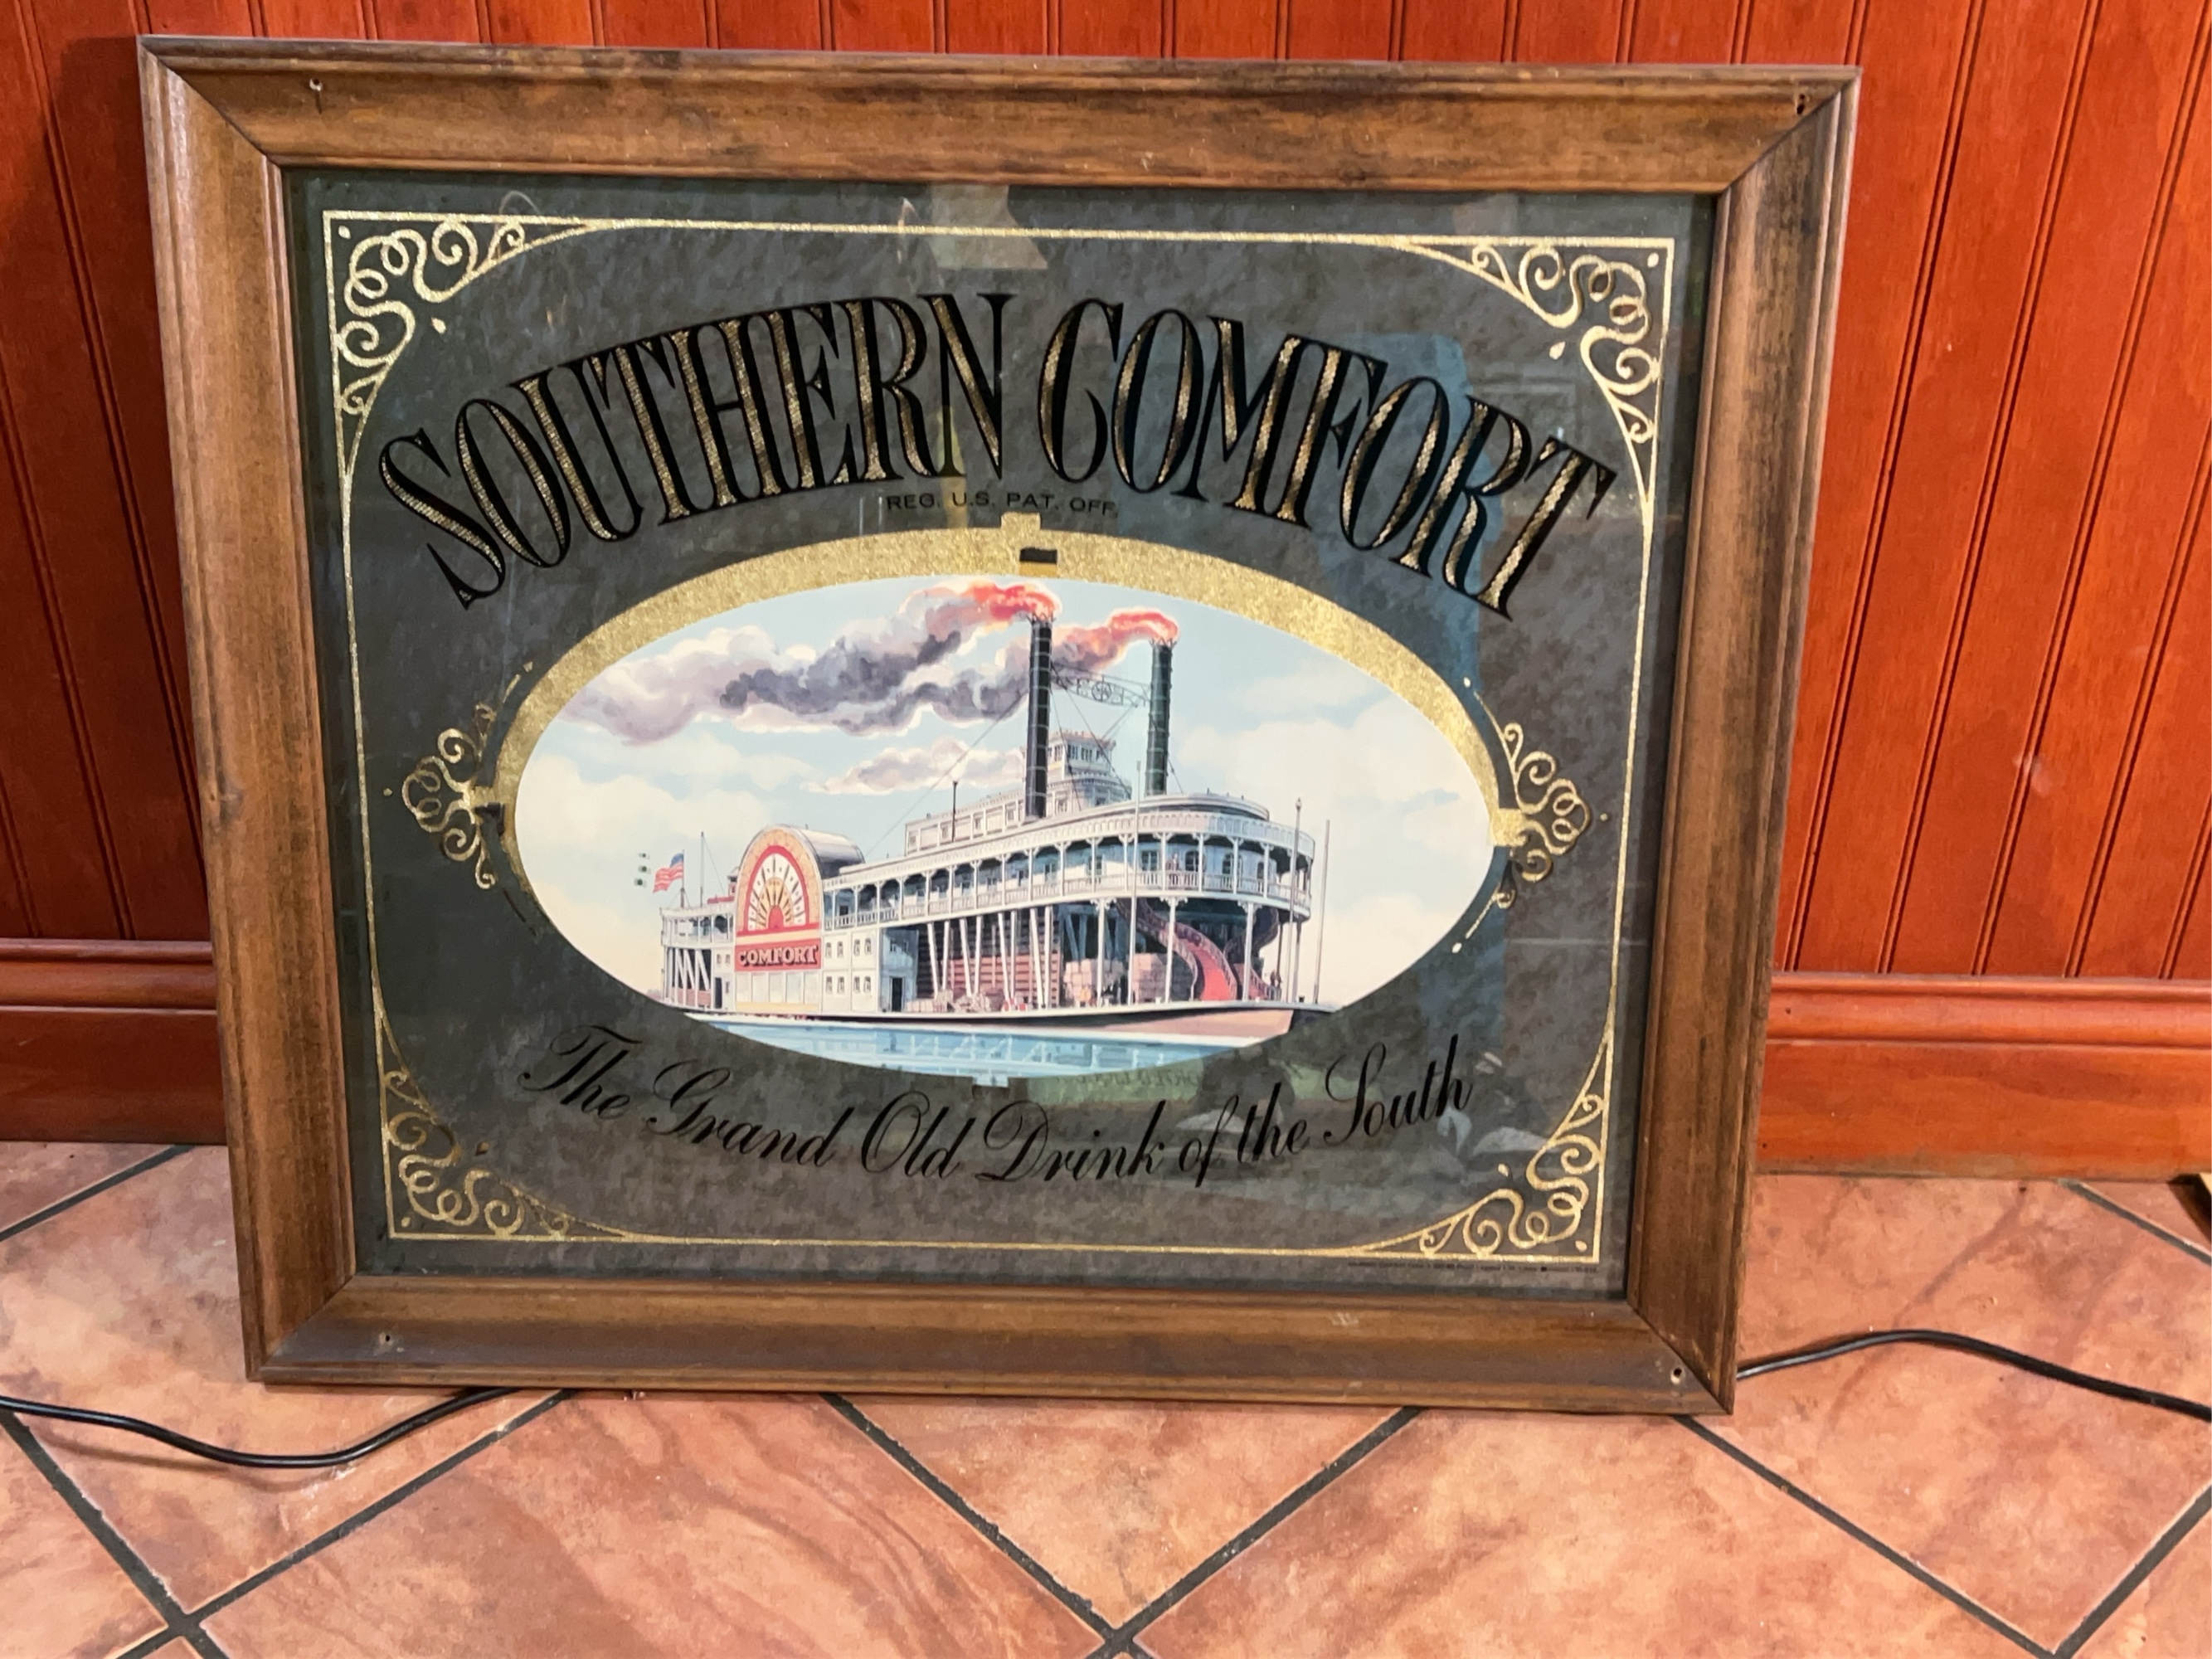 SOUTHERN COMFORT
REG. U.S. PAT. OFF.
COMFORT
The Grand Old Drink of the South